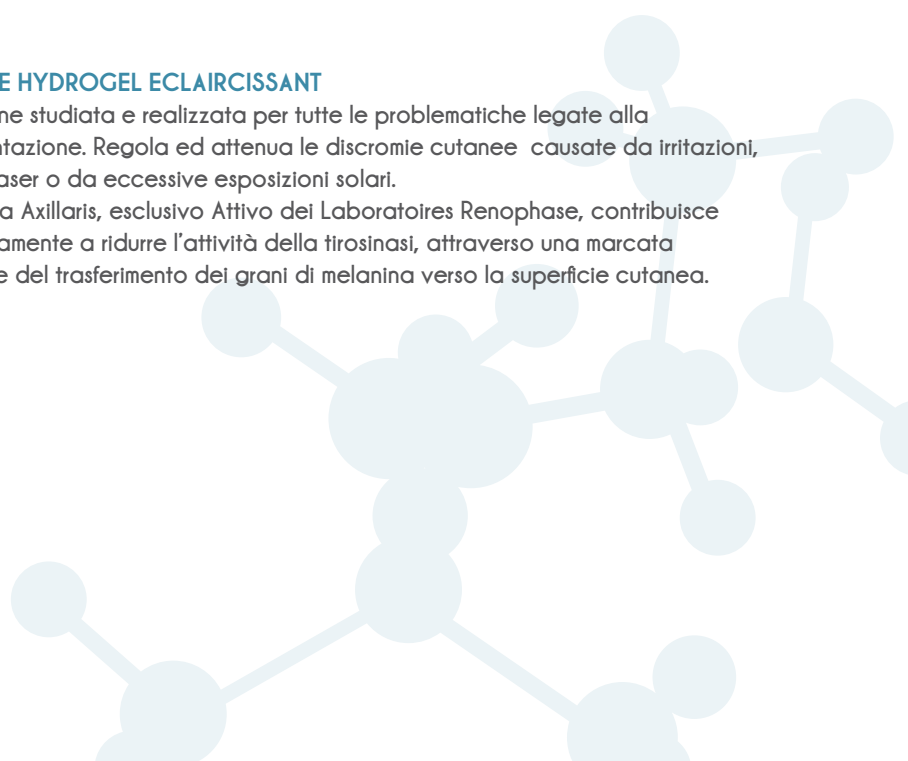 E HYDROGEL ECLAIRCISSANT
ne studiata e realizzata per tutte le problematiche legate alla
ntazione. Regola ed attenua le discromie cutanee causate da irritazioni,
aser o da eccessive esposizioni solari.
a Axillaris, esclusivo Attivo dei Laboratoires Renophase, contribuisce
amente a ridurre l'attività della tirosinasi, attraverso una marcata
e del trasferimento dei grani di melanina verso la superficie cutanea.